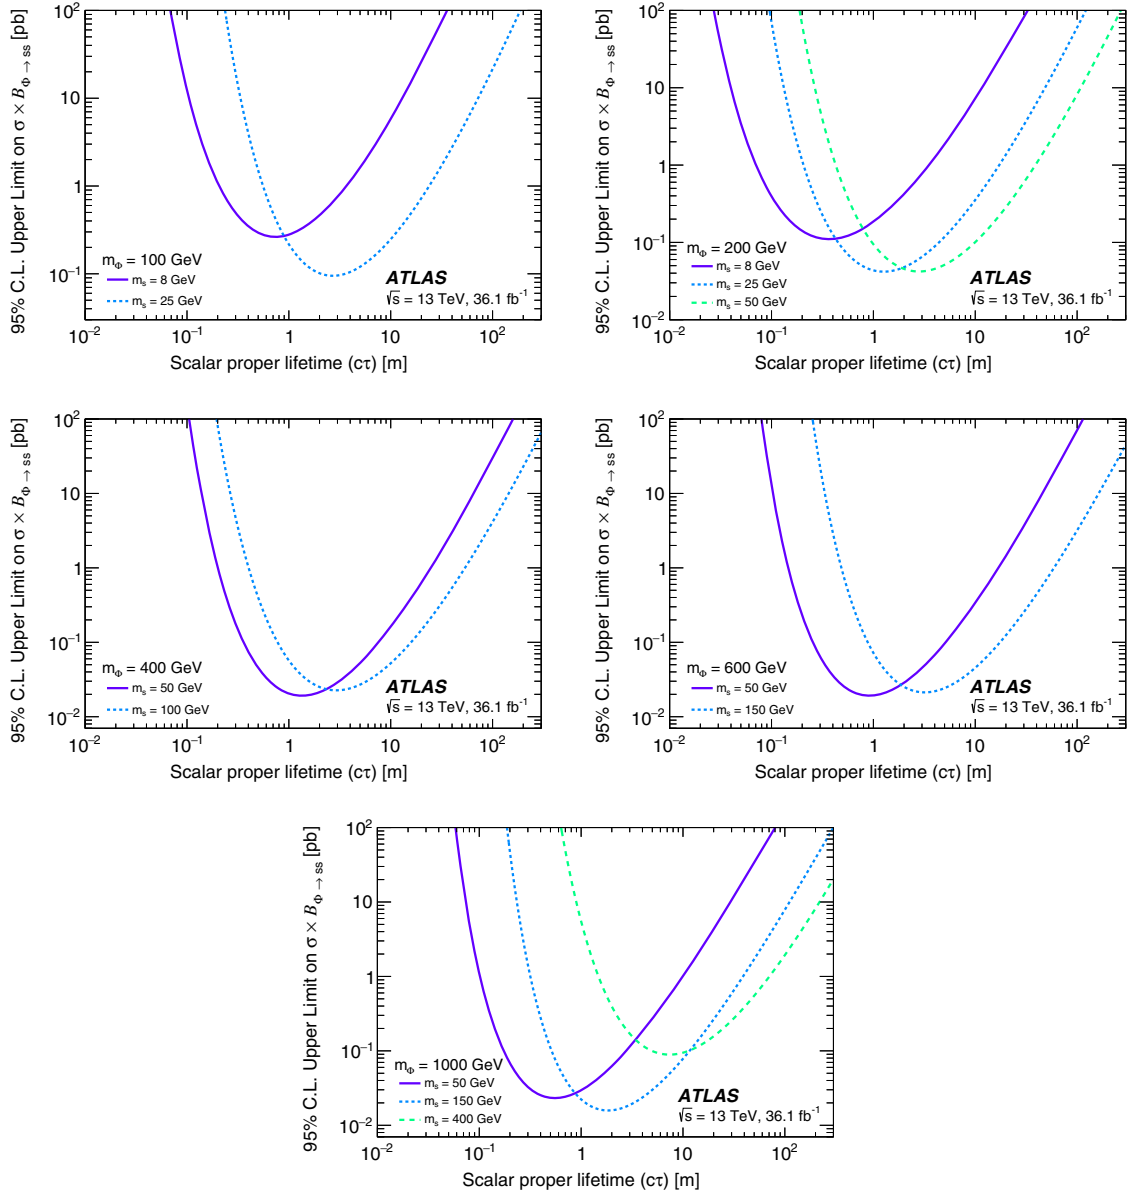 95% C.L. Upper Limit on σ × B_Φ → ss [pb]
10²
10
1
10⁻¹
m_Φ = 100 GeV
m_s = 8 GeV
m_s = 25 GeV
ATLAS
√s = 13 TeV, 36.1 fb⁻¹
10⁻² 10⁻¹ 1 10 10²
Scalar proper lifetime (cτ) [m]
95% C.L. Upper Limit on σ × B_Φ → ss [pb]
10²
10
1
10⁻¹
10⁻²
m_Φ = 200 GeV
m_s = 8 GeV
m_s = 25 GeV
m_s = 50 GeV
ATLAS
√s = 13 TeV, 36.1 fb⁻¹
10⁻² 10⁻¹ 1 10 10²
Scalar proper lifetime (cτ) [m]
95% C.L. Upper Limit on σ × B_Φ → ss [pb]
10²
10
1
10⁻¹
10⁻²
m_Φ = 400 GeV
m_s = 50 GeV
m_s = 100 GeV
ATLAS
√s = 13 TeV, 36.1 fb⁻¹
10⁻² 10⁻¹ 1 10 10²
Scalar proper lifetime (cτ) [m]
95% C.L. Upper Limit on σ × B_Φ → ss [pb]
10²
10
1
10⁻¹
10⁻²
m_Φ = 600 GeV
m_s = 50 GeV
m_s = 150 GeV
ATLAS
√s = 13 TeV, 36.1 fb⁻¹
10⁻² 10⁻¹ 1 10 10²
Scalar proper lifetime (cτ) [m]
95% C.L. Upper Limit on σ × B_Φ → ss [pb]
10²
10
1
10⁻¹
10⁻²
m_Φ = 1000 GeV
m_s = 50 GeV
m_s = 150 GeV
m_s = 400 GeV
ATLAS
√s = 13 TeV, 36.1 fb⁻¹
10⁻² 10⁻¹ 1 10 10²
Scalar proper lifetime (cτ) [m]